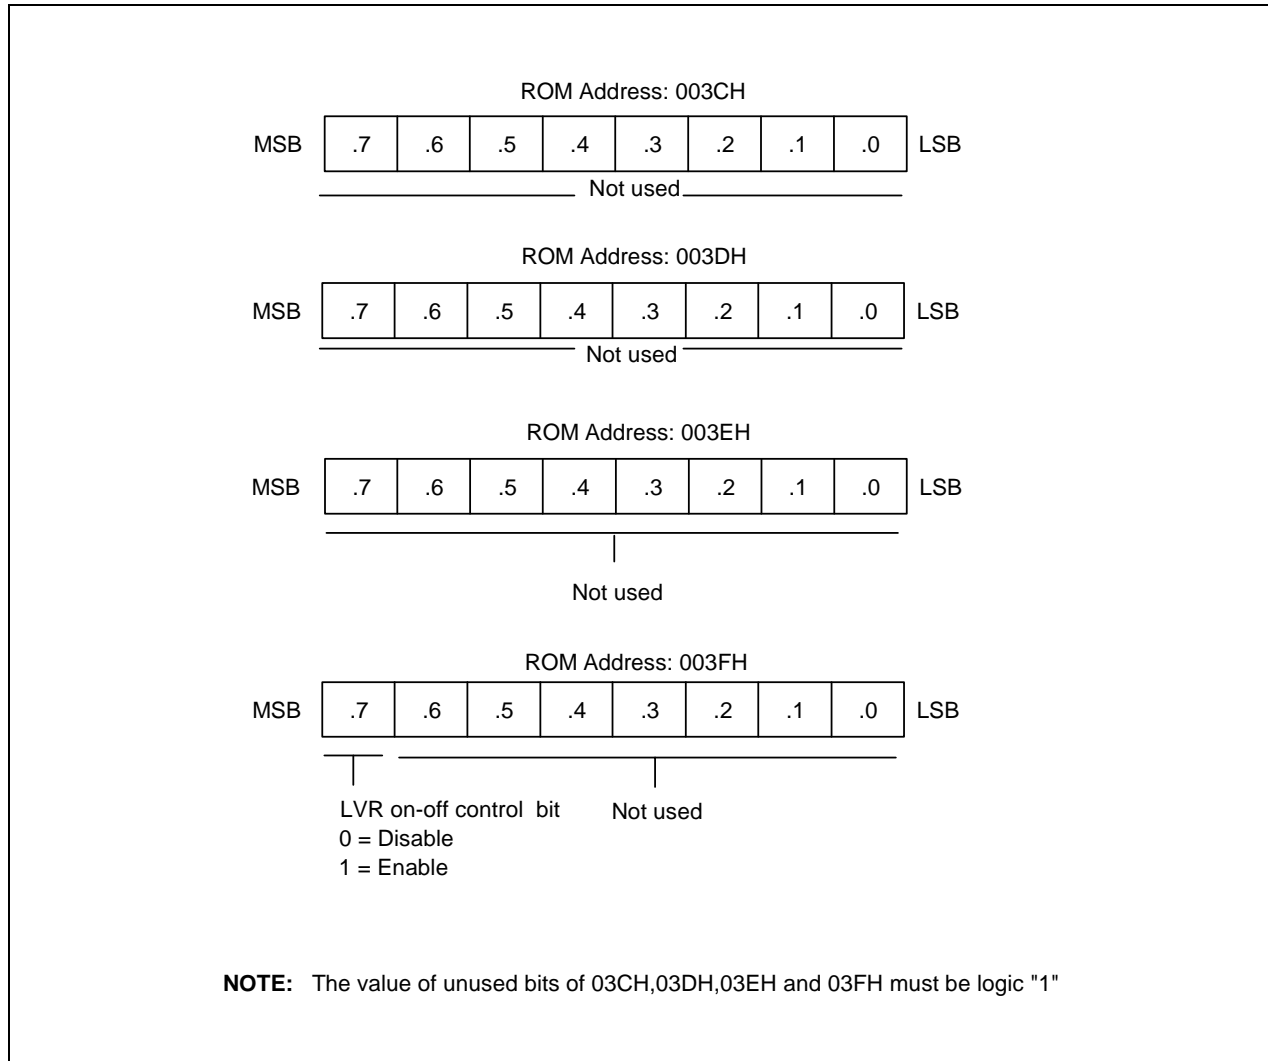 ROM Address: 003CH
MSB .7 .6 .5 .4 .3 .2 .1 .0 LSB
Not used
ROM Address: 003DH
MSB .7 .6 .5 .4 .3 .2 .1 .0 LSB
Not used
ROM Address: 003EH
MSB .7 .6 .5 .4 .3 .2 .1 .0 LSB
Not used
ROM Address: 003FH
MSB .7 .6 .5 .4 .3 .2 .1 .0 LSB
LVR on-off control bit Not used
0 = Disable
1 = Enable
NOTE: The value of unused bits of 03CH,03DH,03EH and 03FH must be logic "1"